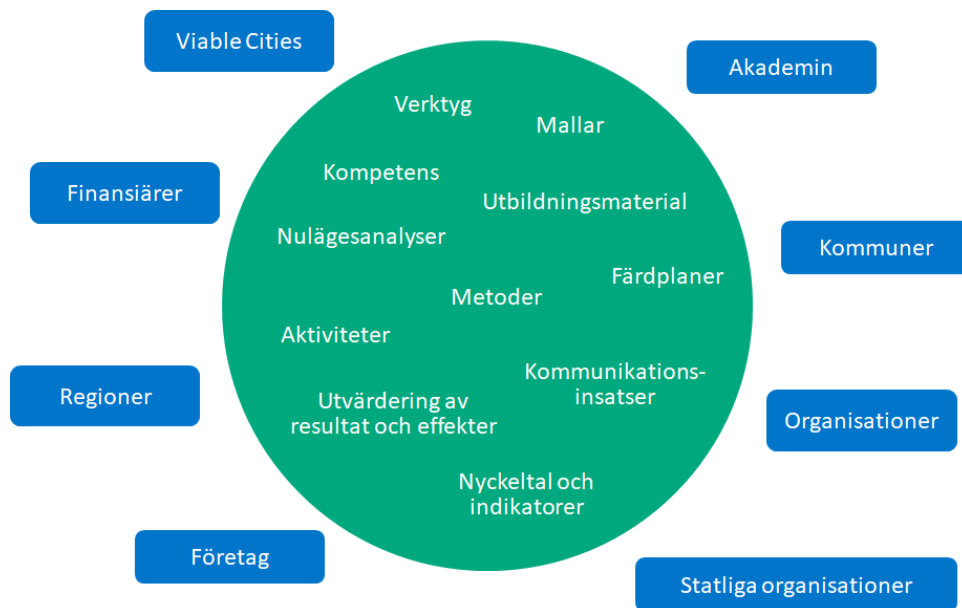 Viable Cities
Akademin
Verktyg
Mallar
Kompetens
Finansiärer
Utbildningsmaterial
Nulägesanalyser
Kommuner
Färdplaner
Metoder
Aktiviteter
Kommunikations-
insatser
Regioner
Utvärdering av
resultat och effekter
Organisationer
Nyckeltal och
indikatorer
Företag
Statliga organisationer